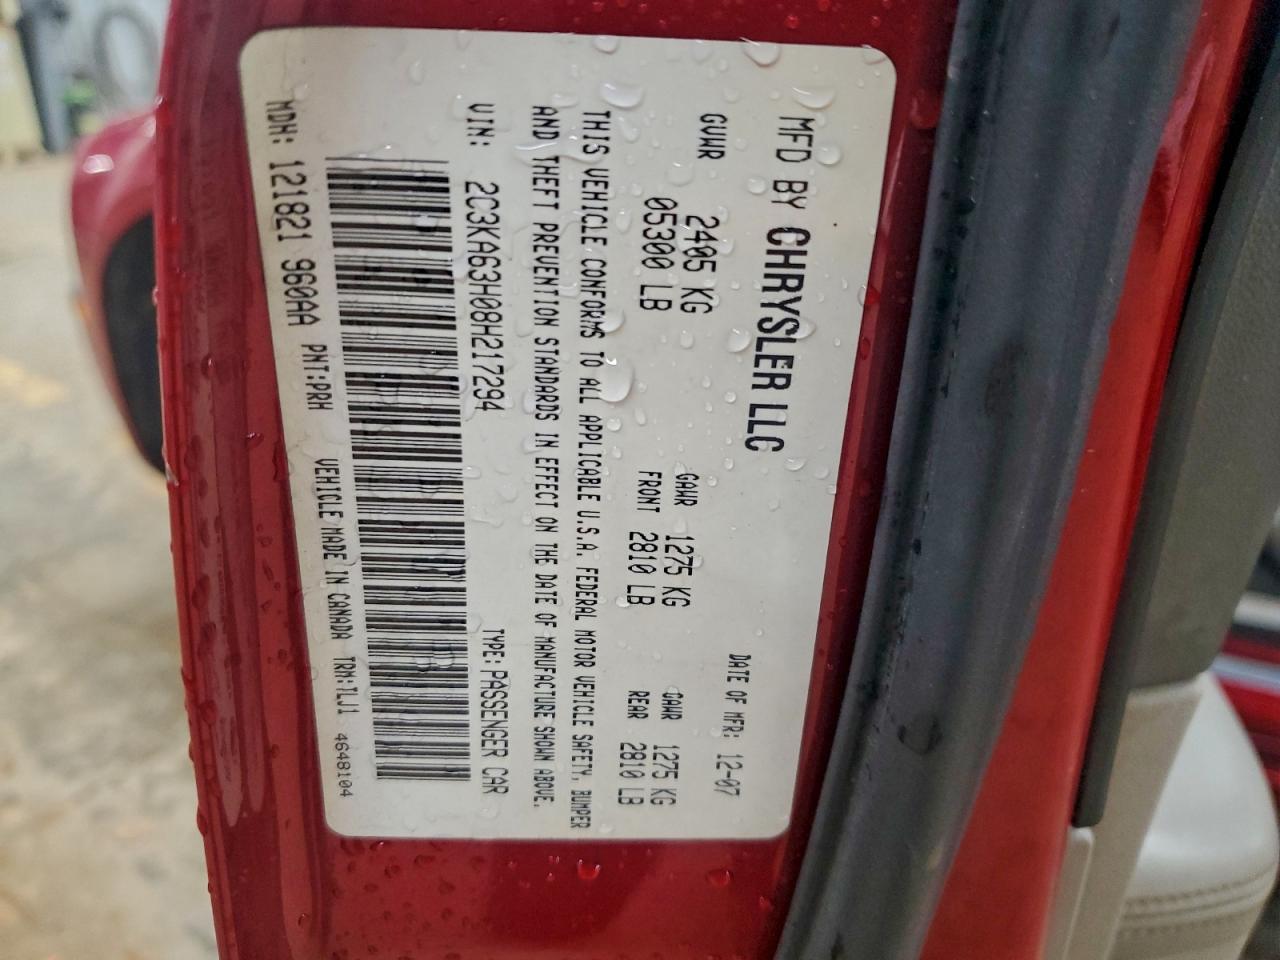 MFD BY CHRYSLER LLC
DATE OF MFR: 12-07
GVWR 2405 KG 05300 LB
GAWR FRONT 1275 KG 2810 LB
GAWR REAR 1275 KG 2810 LB
THIS VEHICLE CONFORMS TO ALL APPLICABLE U.S.A. FEDERAL MOTOR VEHICLE SAFETY, BUMPER
AND THEFT PREVENTION STANDARDS IN EFFECT ON THE DATE OF MANUFACTURE SHOWN ABOVE.
VIN: 2C3KA63H08H217294 TYPE: PASSENGER CAR
MDH: 121821 960AA PNT:PRH VEHICLE MADE IN CANADA TRM:TLJ1 4648104